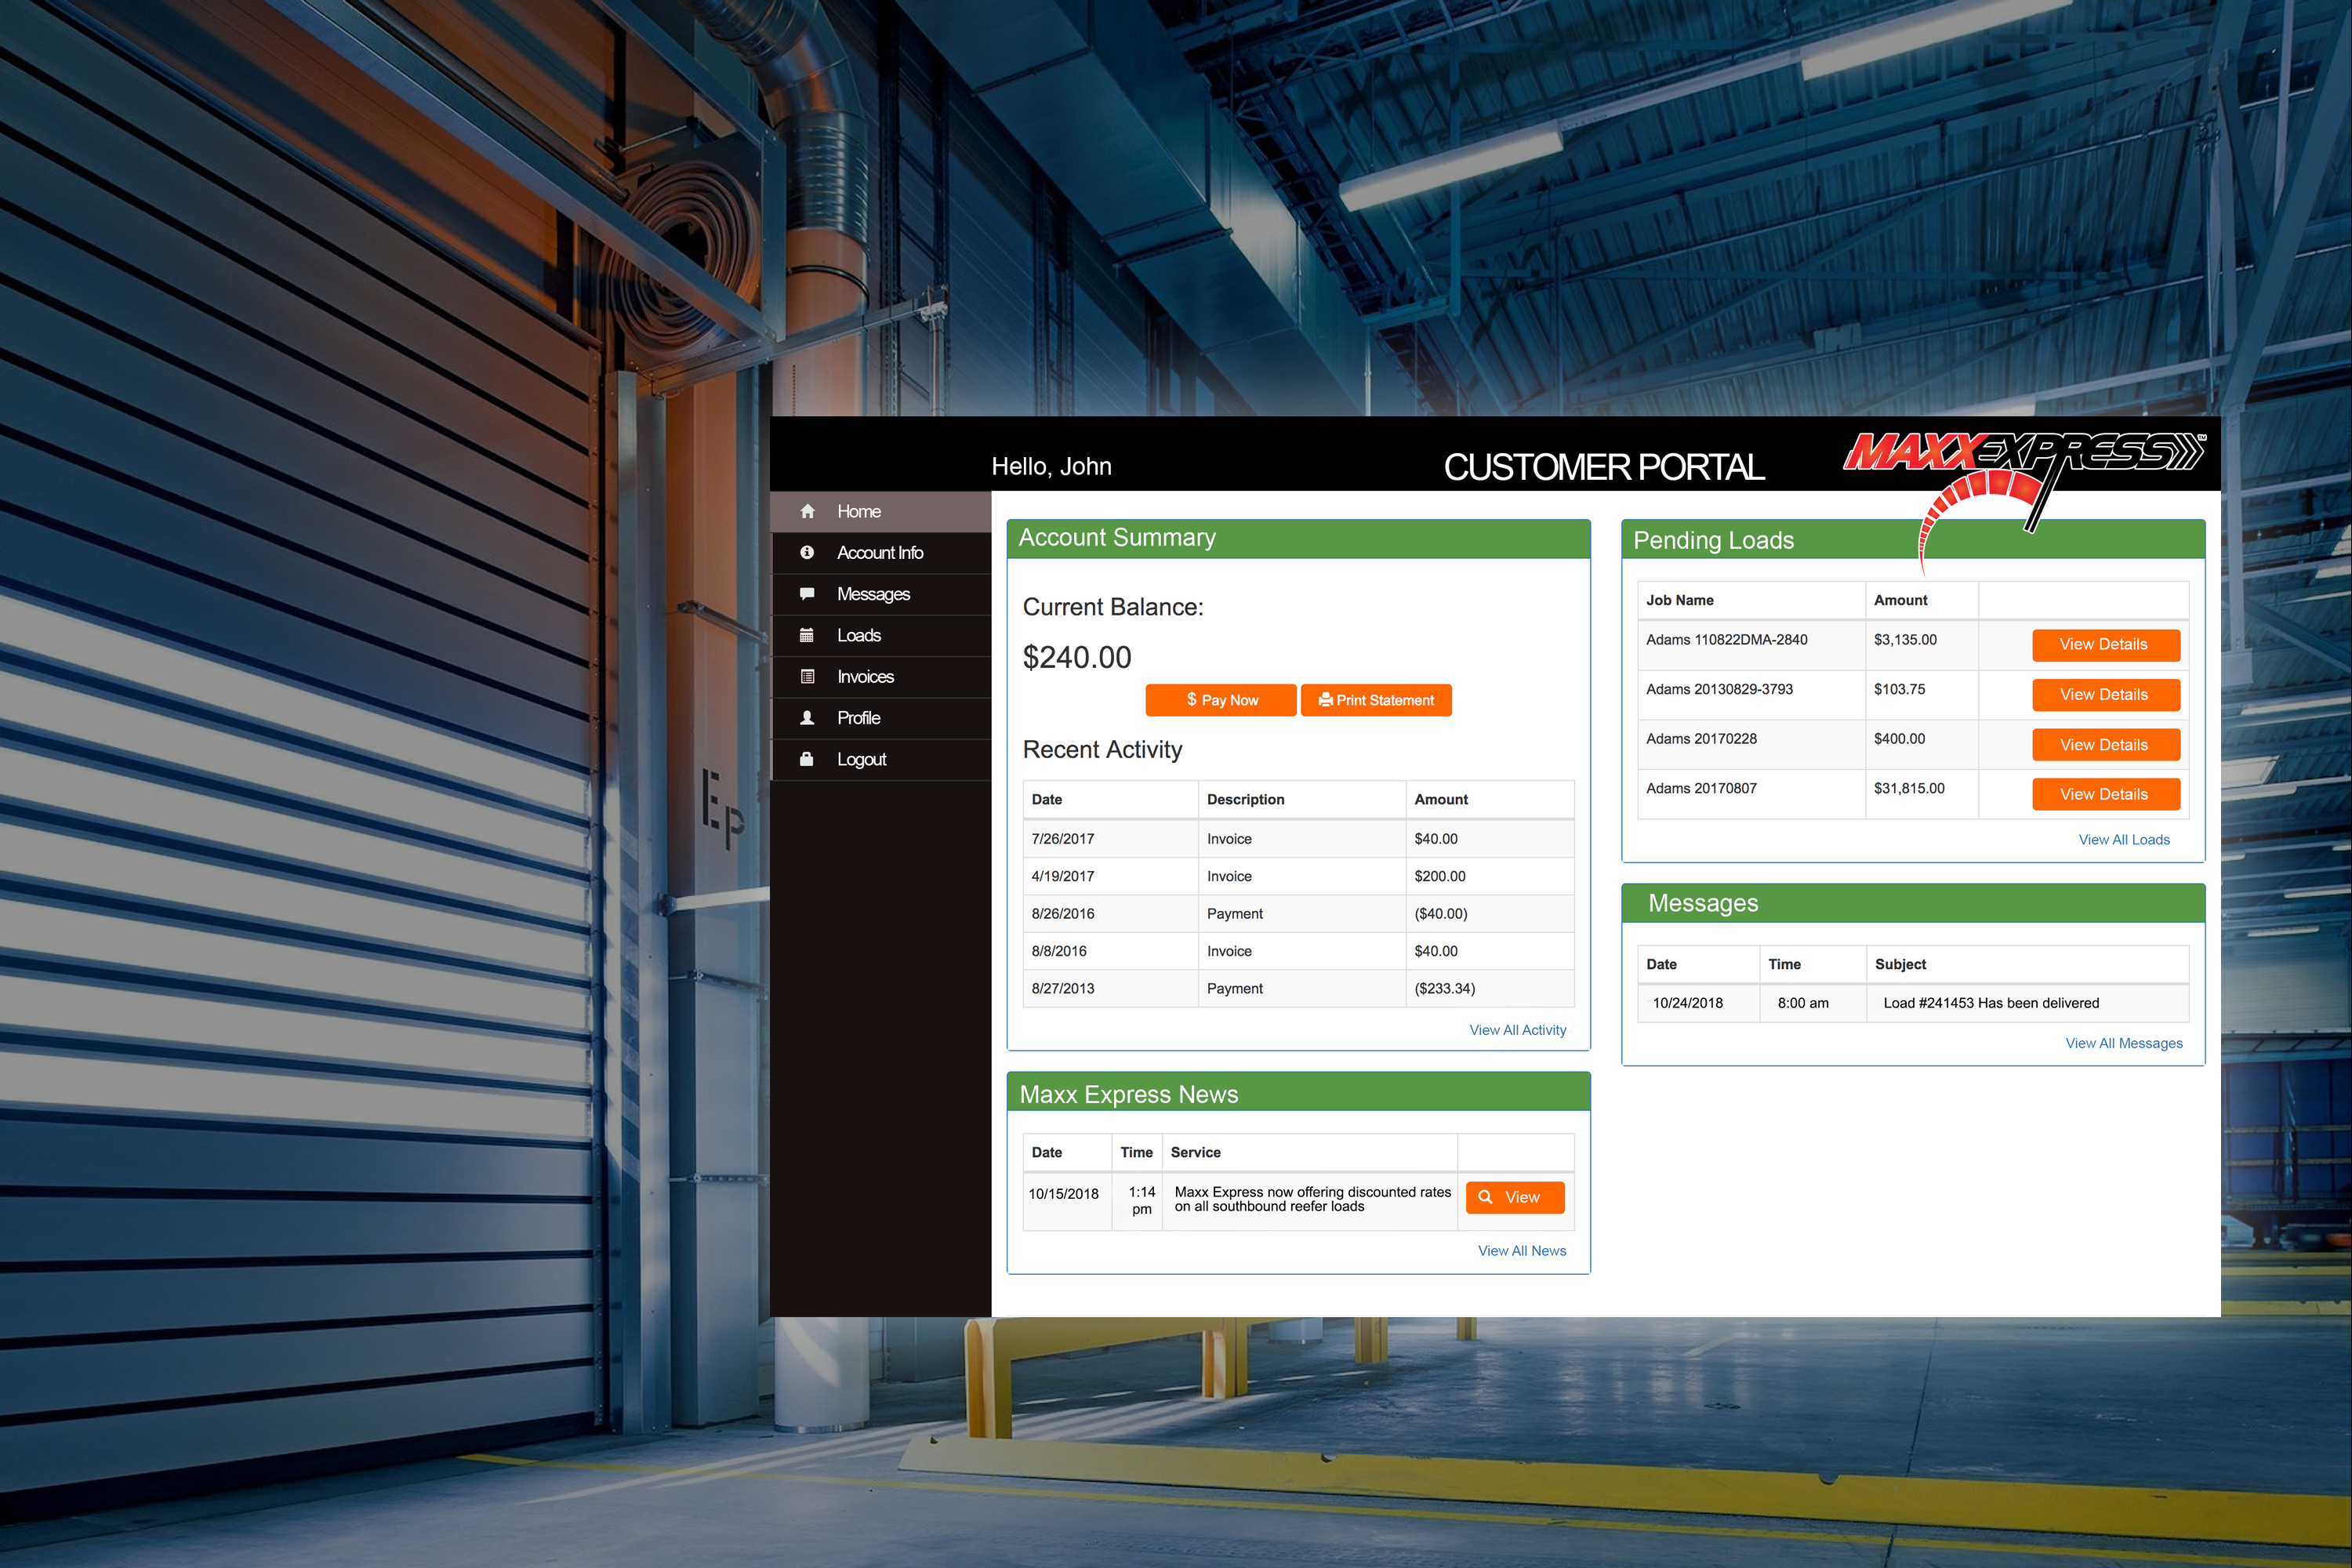 Hello, John
CUSTOMER PORTAL
MAXXEXPRESS
™
Home
Account Info
Messages
Loads
Invoices
Profile
Logout
Account Summary
Current Balance:
$240.00
$ Pay Now
Print Statement
Recent Activity
Date Description Amount
7/26/2017 Invoice $40.00
4/19/2017 Invoice $200.00
8/26/2016 Payment ($40.00)
8/8/2016 Invoice $40.00
8/27/2013 Payment ($233.34)
View All Activity
Maxx Express News
Date Time Service
10/15/2018 1:14 pm Maxx Express now offering discounted rates
on all southbound reefer loads
View
View All News
Pending Loads
Job Name Amount
Adams 110822DMA-2840 $3,135.00 View Details
Adams 20130829-3793 $103.75 View Details
Adams 20170228 $400.00 View Details
Adams 20170807 $31,815.00 View Details
View All Loads
Messages
Date Time Subject
10/24/2018 8:00 am Load #241453 Has been delivered
View All Messages
Ep